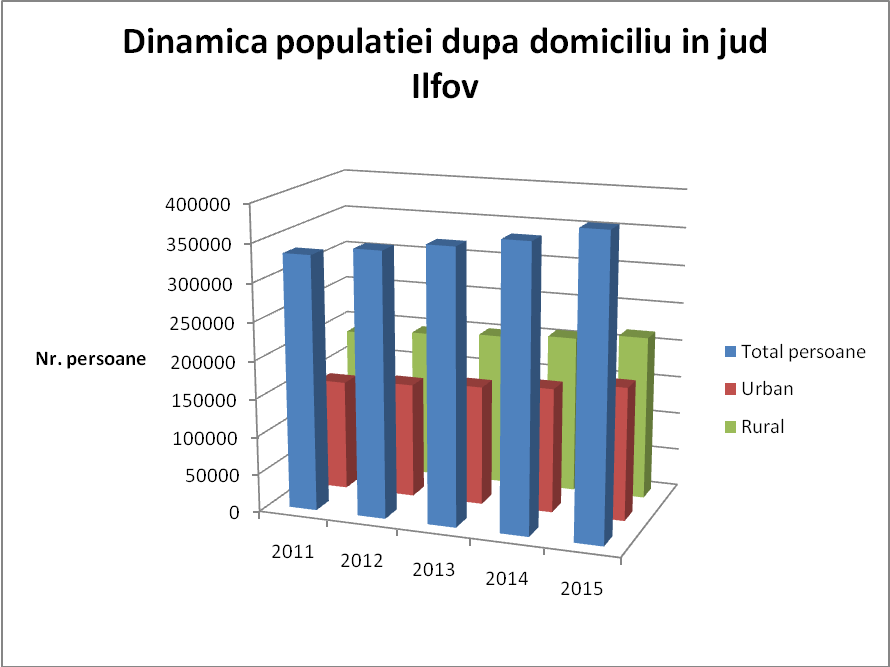 Dinamica populatiei dupa domiciliu in jud
Ilfov
400000
350000
300000
250000
200000
150000
100000
50000
0
Nr. persoane
2011
2012
2013
2014
2015
Total persoane
Urban
Rural